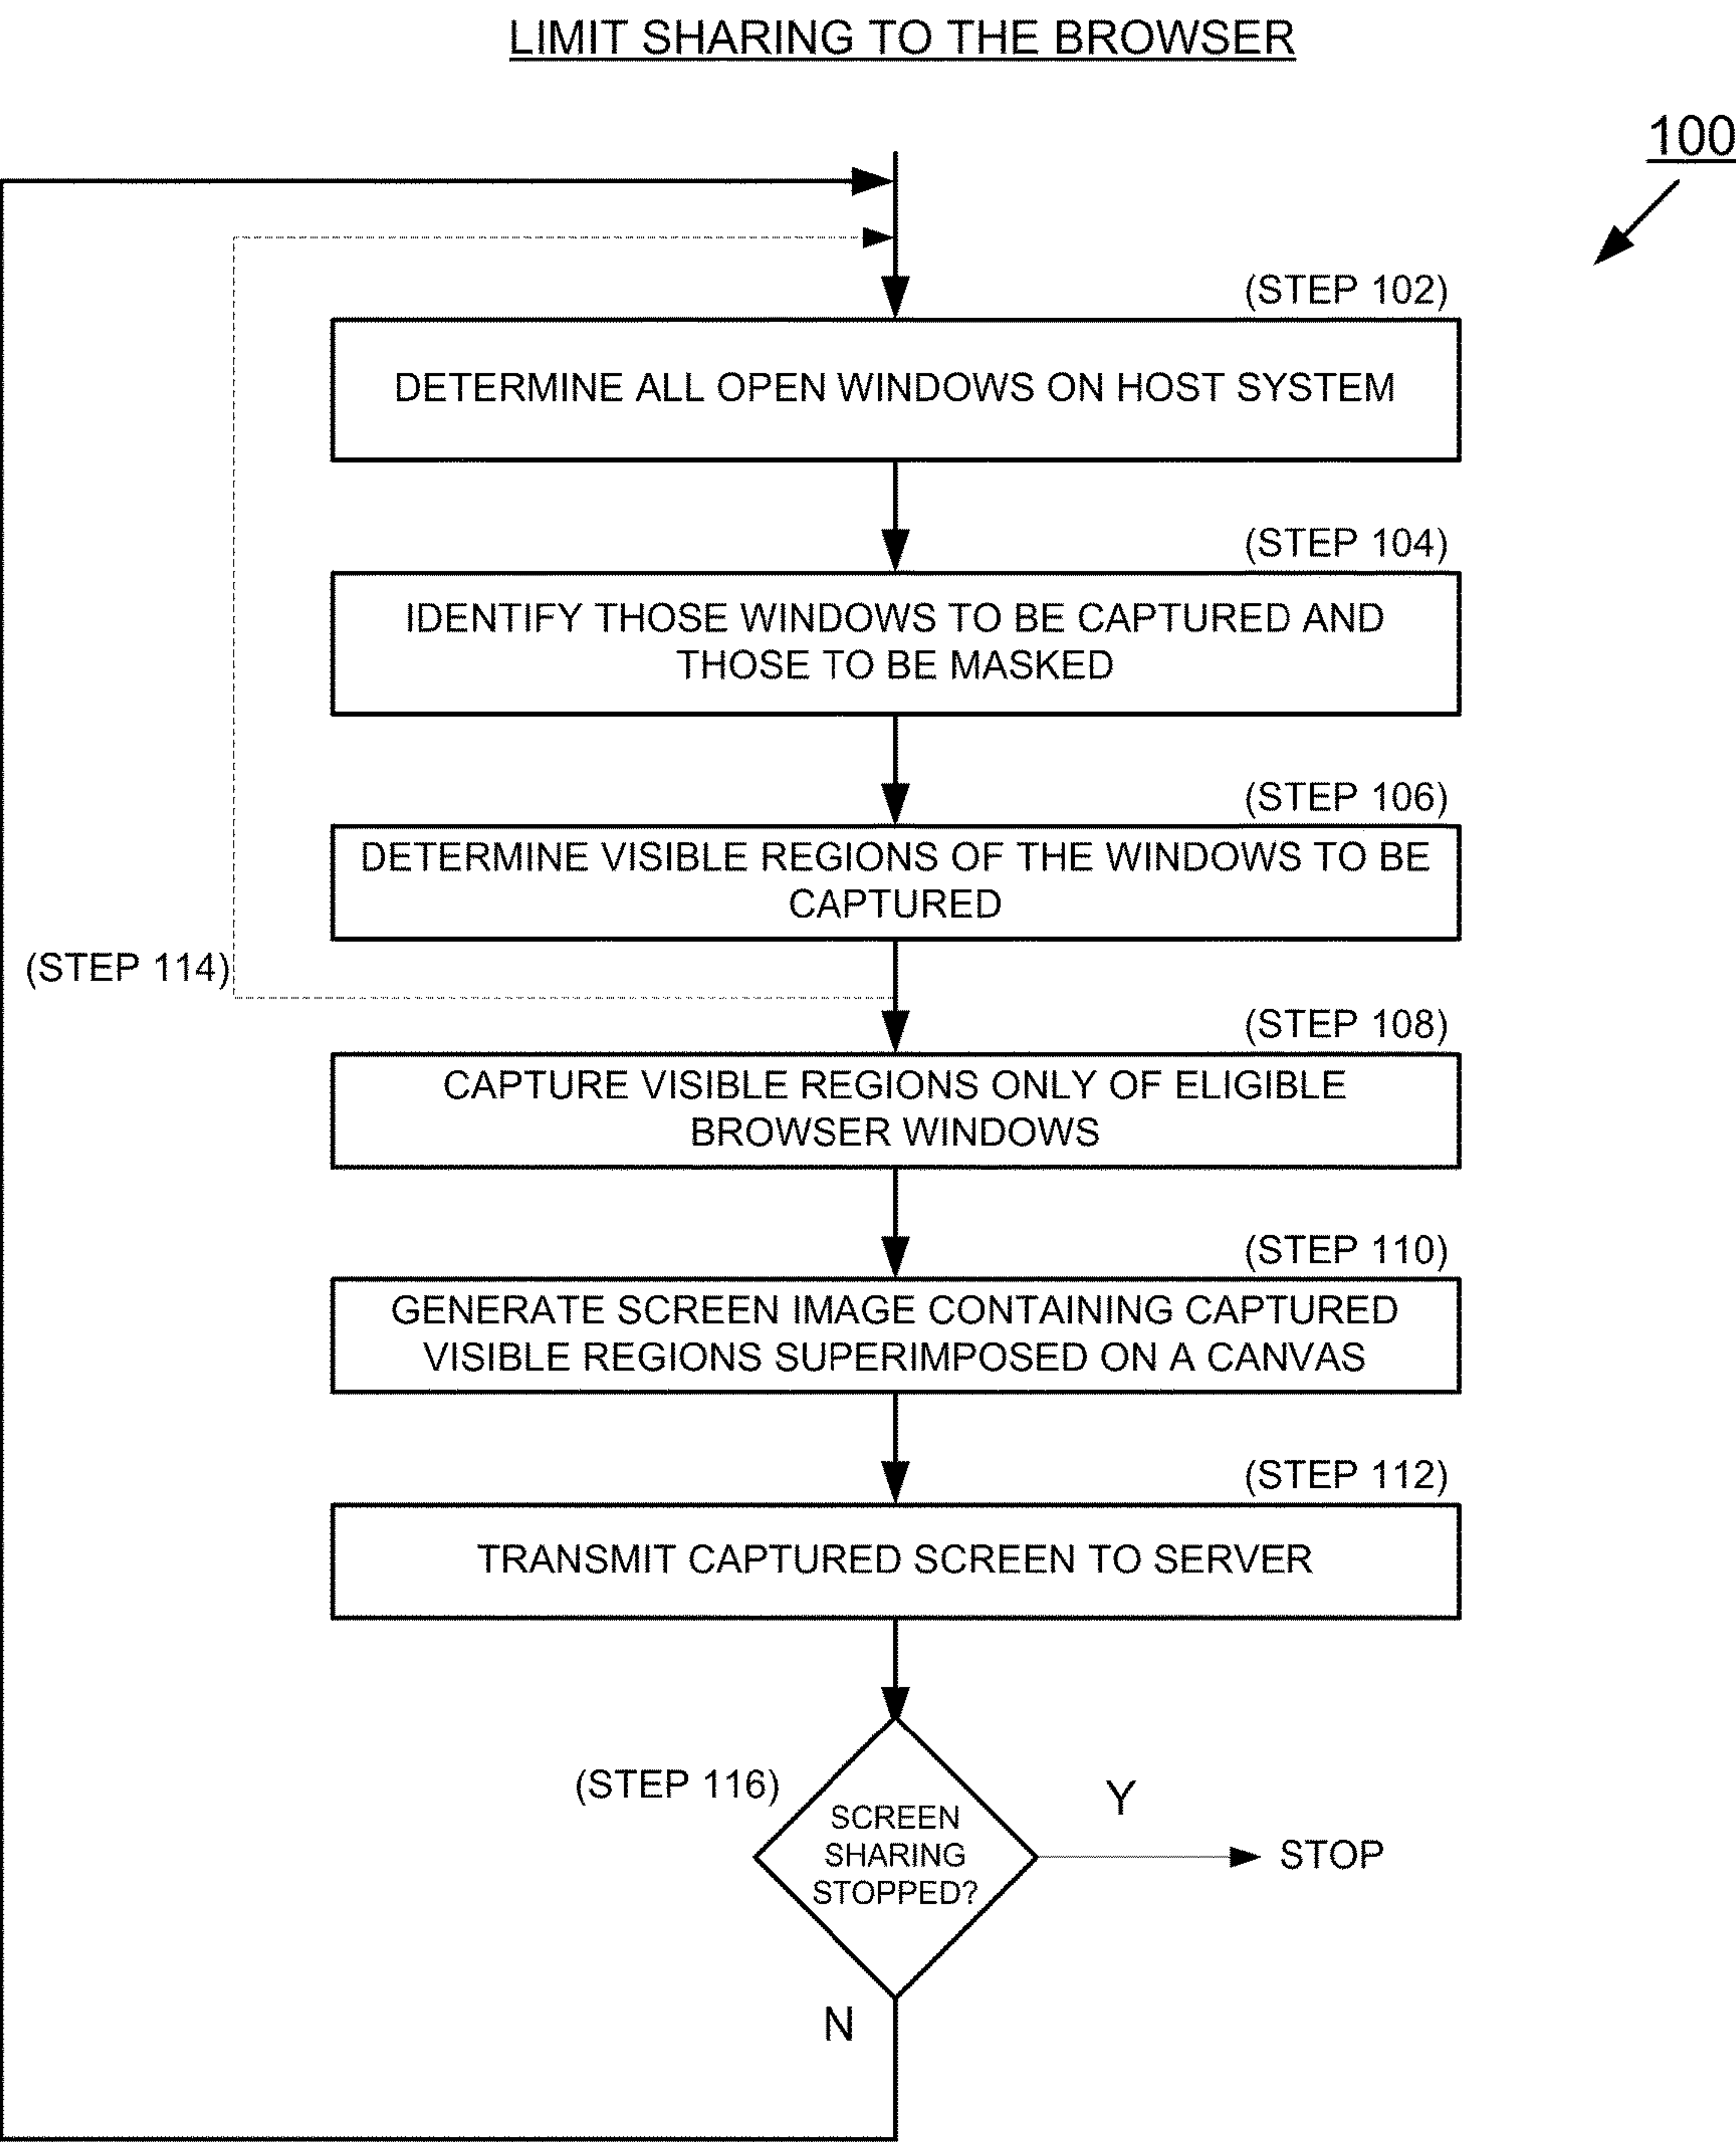 LIMIT SHARING TO THE BROWSER
100
(STEP 102)
DETERMINE ALL OPEN WINDOWS ON HOST SYSTEM
(STEP 104)
IDENTIFY THOSE WINDOWS TO BE CAPTURED AND
THOSE TO BE MASKED
(STEP 106)
DETERMINE VISIBLE REGIONS OF THE WINDOWS TO BE
CAPTURED
(STEP 114)
(STEP 108)
CAPTURE VISIBLE REGIONS ONLY OF ELIGIBLE
BROWSER WINDOWS
(STEP 110)
GENERATE SCREEN IMAGE CONTAINING CAPTURED
VISIBLE REGIONS SUPERIMPOSED ON A CANVAS
(STEP 112)
TRANSMIT CAPTURED SCREEN TO SERVER
(STEP 116)
SCREEN
SHARING
STOPPED?
Y
STOP
N